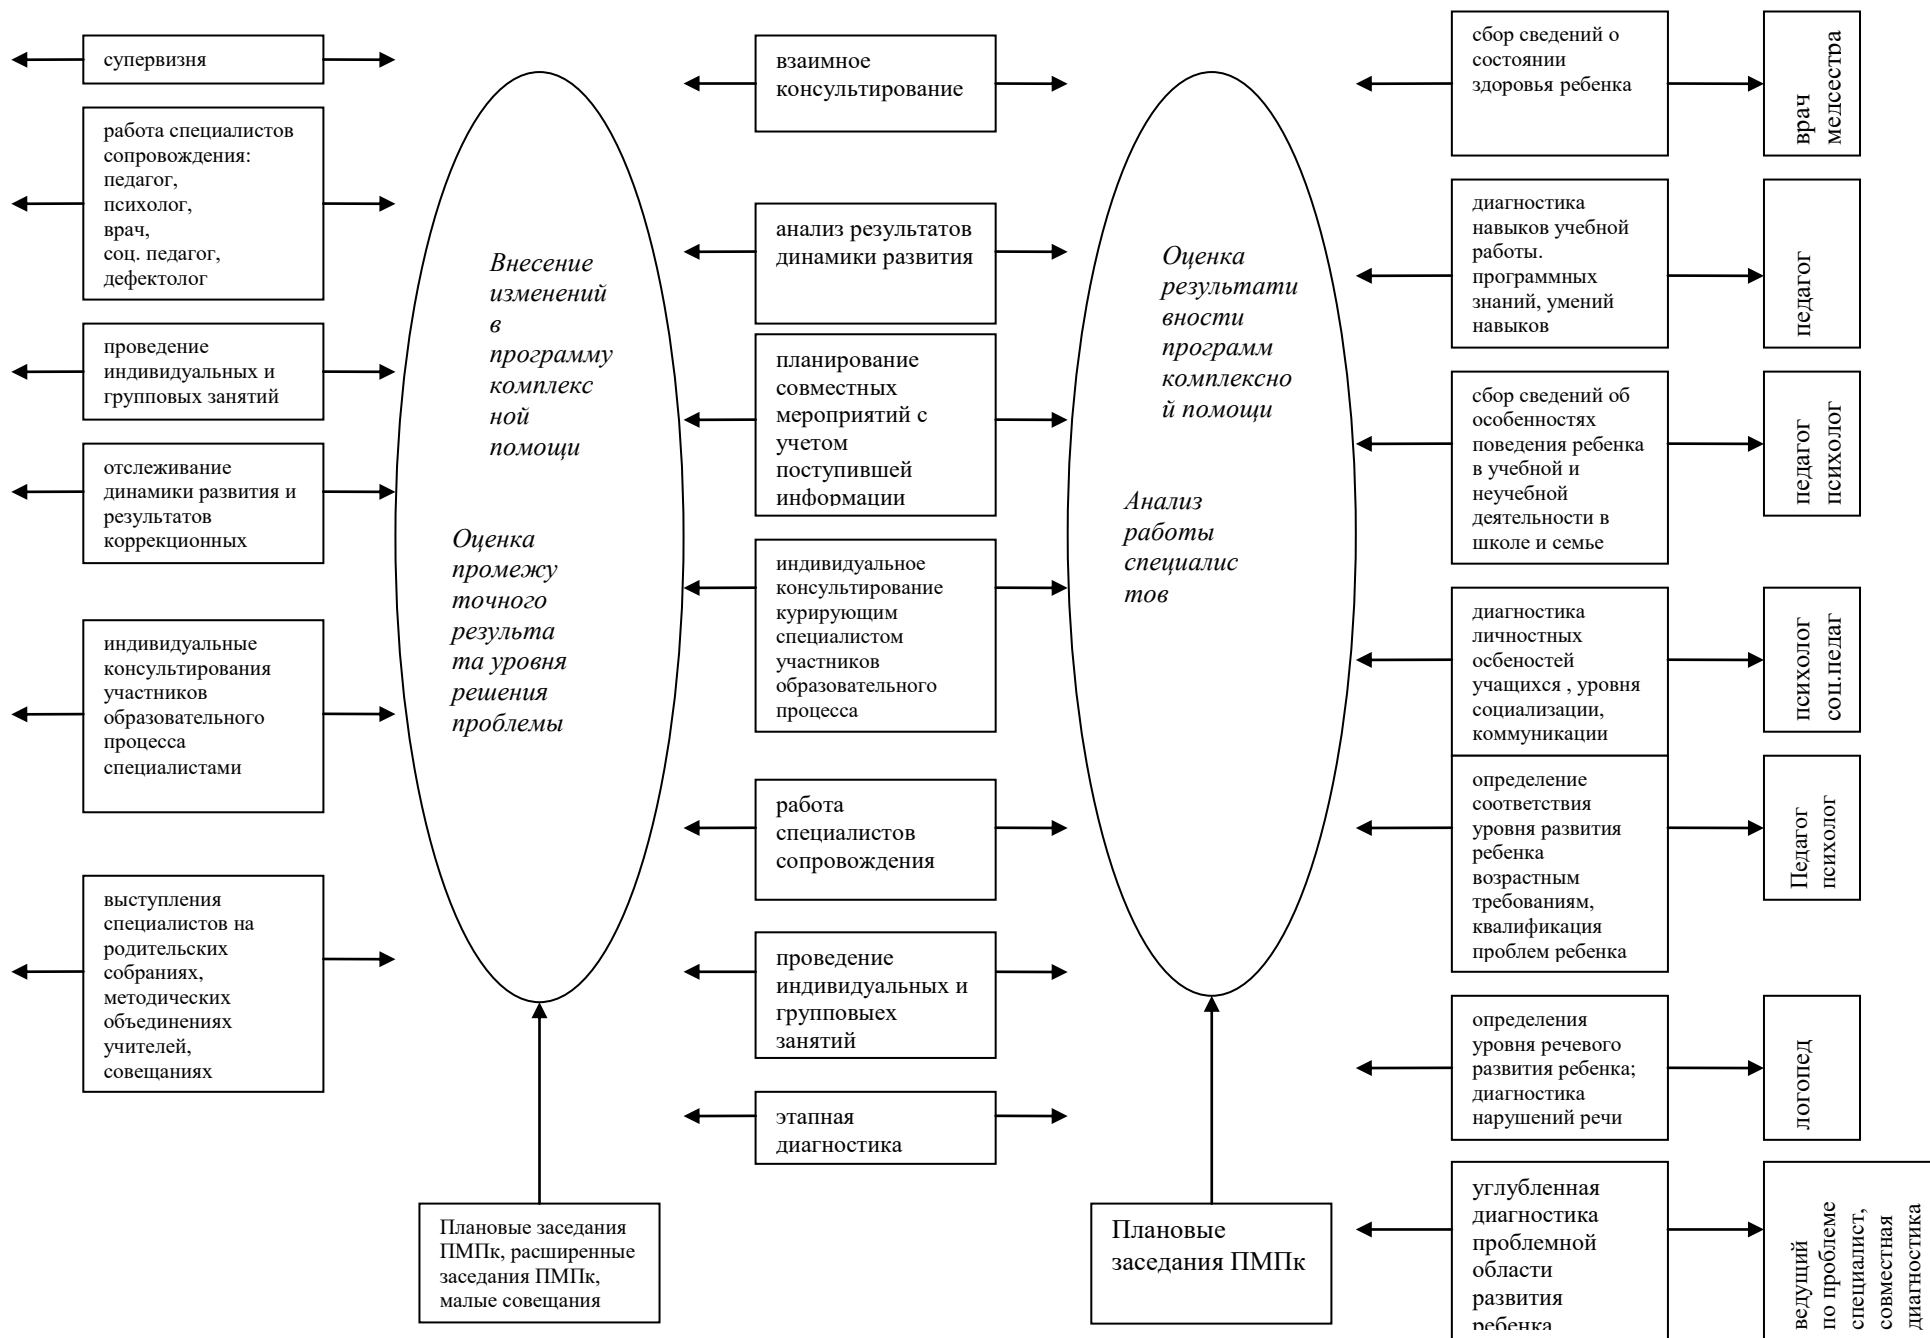 супервизня
работа специалистов
сопровождения:
педагог,
психолог,
врач,
соц. педагог,
дефектолог
проведение
индивидуальных и
групповых занятий
отслеживание
динамики развития и
результатов
коррекционных
индивидуальные
консультирования
участников
образовательного
процесса
специалистами
выступления
специалистов на
родительских
собраниях,
методических
объединениях
учителей,
совещаниях
Внесение
изменений
в
программу
комплекс
ной
помощи
Оценка
промежу
точного
результа
та уровня
решения
проблемы
Плановые заседания
ПМПк, расширенные
заседания ПМПк,
малые совещания
взаимное
консультирование
анализ результатов
динамики развития
планирование
совместных
мероприятий с
учетом
поступившей
информации
индивидуальное
консультирование
курирующим
специалистом
участников
образовательного
процесса
работа
специалистов
сопровождения
проведение
индивидуальных и
групповыех
занятий
этапная
диагностика
Оценка
результати
вности
программ
комплексно
й помощи
Анализ
работы
специалис
тов
Плановые
заседания ПМПк
сбор сведений о
состоянии
здоровья ребенка
врач
медсестра
диагностика
навыков учебной
работы.
программных
знаний, умений
навыков
педагог
сбор сведений об
особенностях
поведения ребенка
в учебной и
неучебной
деятельности в
школе и семье
педагог
психолог
диагностика
личностных
осбеностей
учащихся , уровня
социализации,
коммуникации
психолог
соц.педаг
определение
соответствия
уровня развития
ребенка
возрастным
требованиям,
квалификация
проблем ребенка
Педагог
психолог
определения
уровня речевого
развития ребенка;
диагностика
нарушений речи
логопед
углубленная
диагностика
проблемной
области
развития
ребенка
ведущий
по проблеме
специалист,
совместная
диагностика